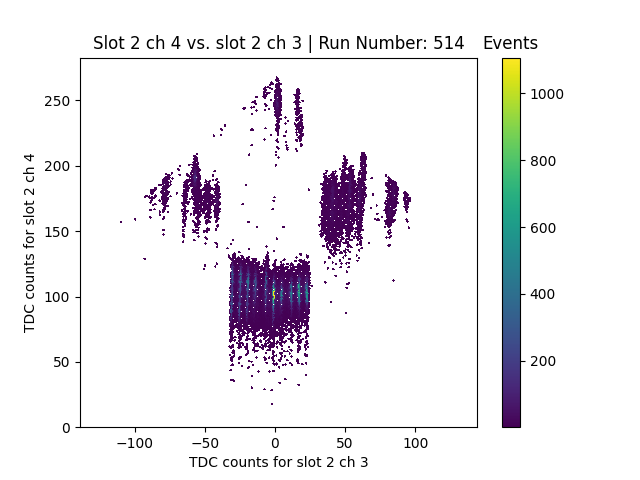 Slot 2 ch 4 vs. slot 2 ch 3 | Run Number: 514 Events
250
200
150
100
50
0
TDC counts for slot 2 ch 4
−100 −50 0 50 100
TDC counts for slot 2 ch 3
1000
800
600
400
200